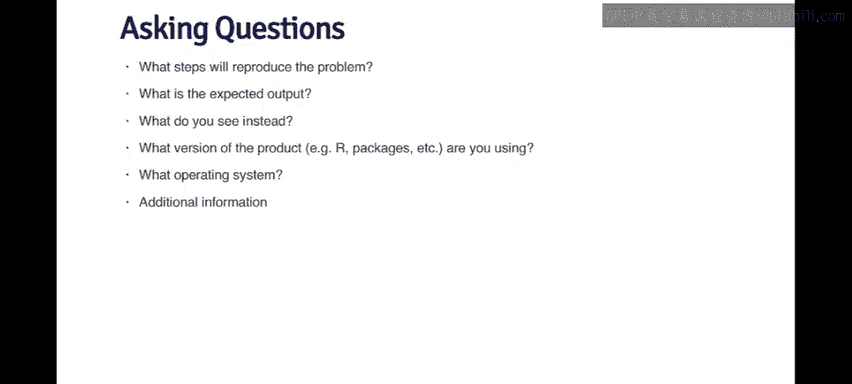 Asking Questions
· What steps will reproduce the problem?
· What is the expected output?
· What do you see instead?
· What version of the product (e.g. R, packages, etc.) are you using?
· What operating system?
· Additional information